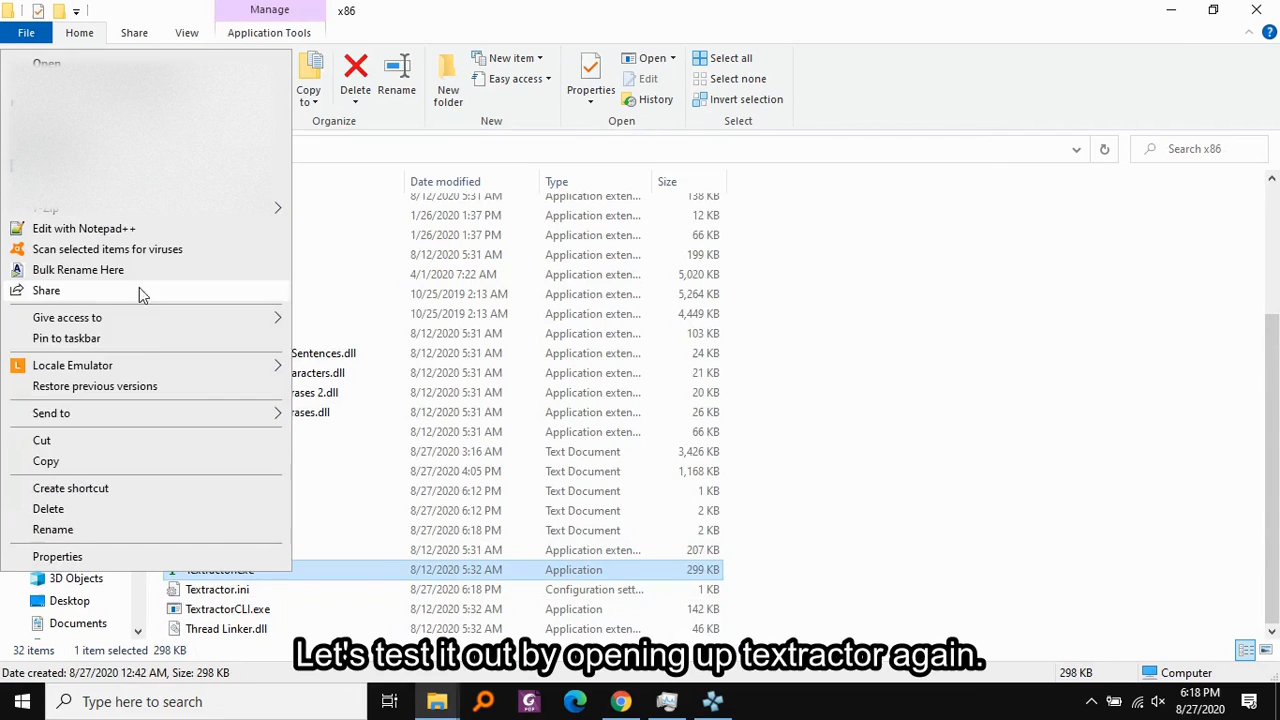 Manage
x86
File
Home
Share
View
Application Tools
Open
Edit with Notepad++
Scan selected items for viruses
Bulk Rename Here
Share
Give access to
Pin to taskbar
Locale Emulator
Restore previous versions
Send to
Cut
Copy
Create shortcut
Delete
Rename
Properties
Copy to
Delete
Rename
Organize
New folder
New item
Easy access
New
Properties
Open
Edit
History
Open
Select all
Select none
Invert selection
Select
Search x86
Date modified Type Size
8/12/2020 5:31 AM Application exten... 138 KB
1/26/2020 1:37 PM Application exten... 12 KB
1/26/2020 1:37 PM Application exten... 66 KB
8/12/2020 5:31 AM Application exten... 199 KB
4/1/2020 7:22 AM Application exten... 5,020 KB
10/25/2019 2:13 AM Application exten... 5,264 KB
10/25/2019 2:13 AM Application exten... 4,449 KB
8/12/2020 5:31 AM Application exten... 103 KB
Sentences.dll 8/12/2020 5:31 AM Application exten... 24 KB
aracters.dll 8/12/2020 5:31 AM Application exten... 21 KB
rases 2.dll 8/12/2020 5:31 AM Application exten... 20 KB
rases.dll 8/12/2020 5:31 AM Application exten... 26 KB
8/12/2020 5:31 AM Application exten... 66 KB
8/27/2020 3:16 AM Text Document 3,426 KB
8/27/2020 4:05 PM Text Document 1,168 KB
8/27/2020 6:12 PM Text Document 1 KB
8/27/2020 6:12 PM Text Document 2 KB
8/27/2020 6:18 PM Text Document 2 KB
8/12/2020 5:31 AM Application exten... 207 KB
Textractor.exe 8/12/2020 5:32 AM Application 299 KB
Textractor.ini 8/27/2020 6:18 PM Configuration sett... 1 KB
TextractorCLI.exe 8/12/2020 5:32 AM Application 142 KB
Thread Linker.dll 8/12/2020 5:31 AM Application exten... 46 KB
3D Objects
Desktop
Documents
Let's test it out by opening up textractor again.
32 items 1 item selected 298 KB
Date created: 8/27/2020 12:42 AM, Size: 298 KB
298 KB
Computer
Type here to search
6:18 PM
8/27/2020